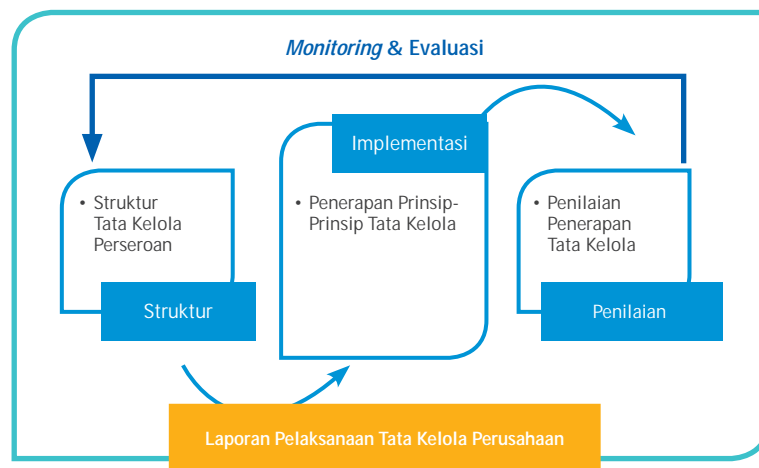 Monitoring & Evaluasi
Implementasi
• Struktur
Tata Kelola
Perseroan
Struktur
• Penerapan Prinsip-
Prinsip Tata Kelola
• Penilaian
Penerapan
Tata Kelola
Penilaian
Laporan Pelaksanaan Tata Kelola Perusahaan